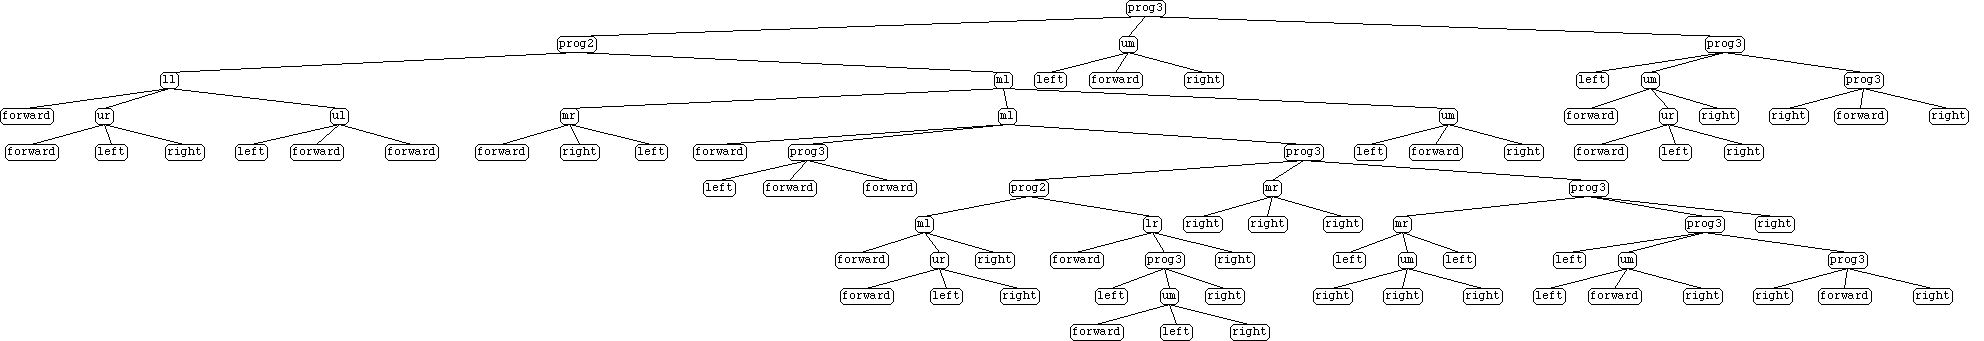 prog3
prog2 um prog3
ll ml left forward right left um prog3
forward ur ul mr ml um forward ur right right forward right
forward left right left forward forward forward right left forward prog3 prog3 left forward right forward left right
left forward forward prog2 mr prog3
ml lr right right right mr prog3 right
forward ur right forward prog3 right left um left left um prog3
forward left right left um right right right right left forward right right forward right
forward left right